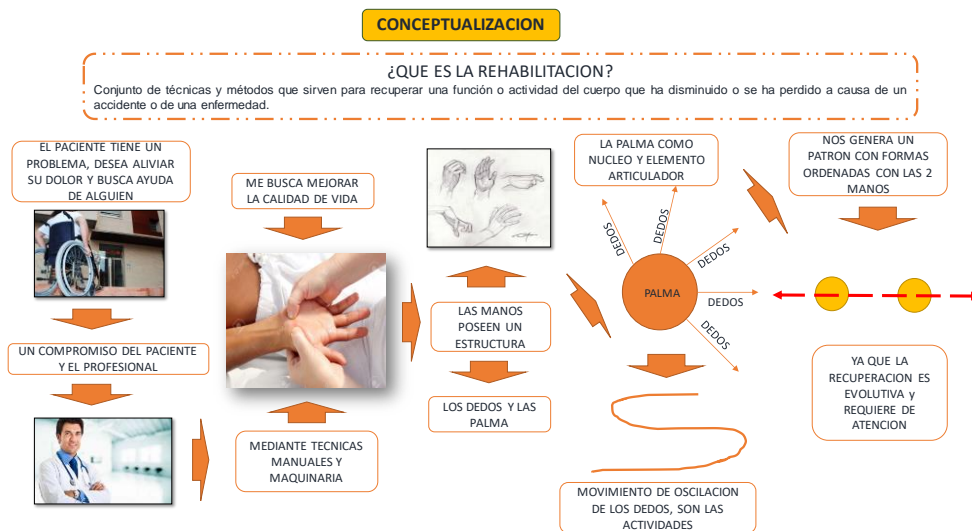 CONCEPTUALIZACION
¿QUE ES LA REHABILITACION?
Conjunto de técnicas y métodos que sirven para recuperar una función o actividad del cuerpo que ha disminuido o se ha perdido a causa de un
accidente o de una enfermedad.
EL PACIENTE TIENE UN
PROBLEMA, DESEA ALIVIAR
SU DOLOR Y BUSCA AYUDA
DE ALGUIEN
UN COMPROMISO DEL PACIENTE
Y EL PROFESIONAL
ME BUSCA MEJORAR
LA CALIDAD DE VIDA
MEDIANTE TECNICAS
MANUALES Y
MAQUINARIA
LAS MANOS
POSEEN UN
ESTRUCTURA
LOS DEDOS Y LAS
PALMA
LA PALMA COMO
NUCLEO Y ELEMENTO
ARTICULADOR
DEDOS
DEDOS
DEDOS
DEDOS
DEDOS
PALMA
MOVIMIENTO DE OSCILACION
DE LOS DEDOS, SON LAS
ACTIVIDADES
NOS GENERA UN
PATRON CON FORMAS
ORDENADAS CON LAS 2
MANOS
YA QUE LA
RECUPERACION ES
EVOLUTIVA y
REQUIERE DE
ATENCION